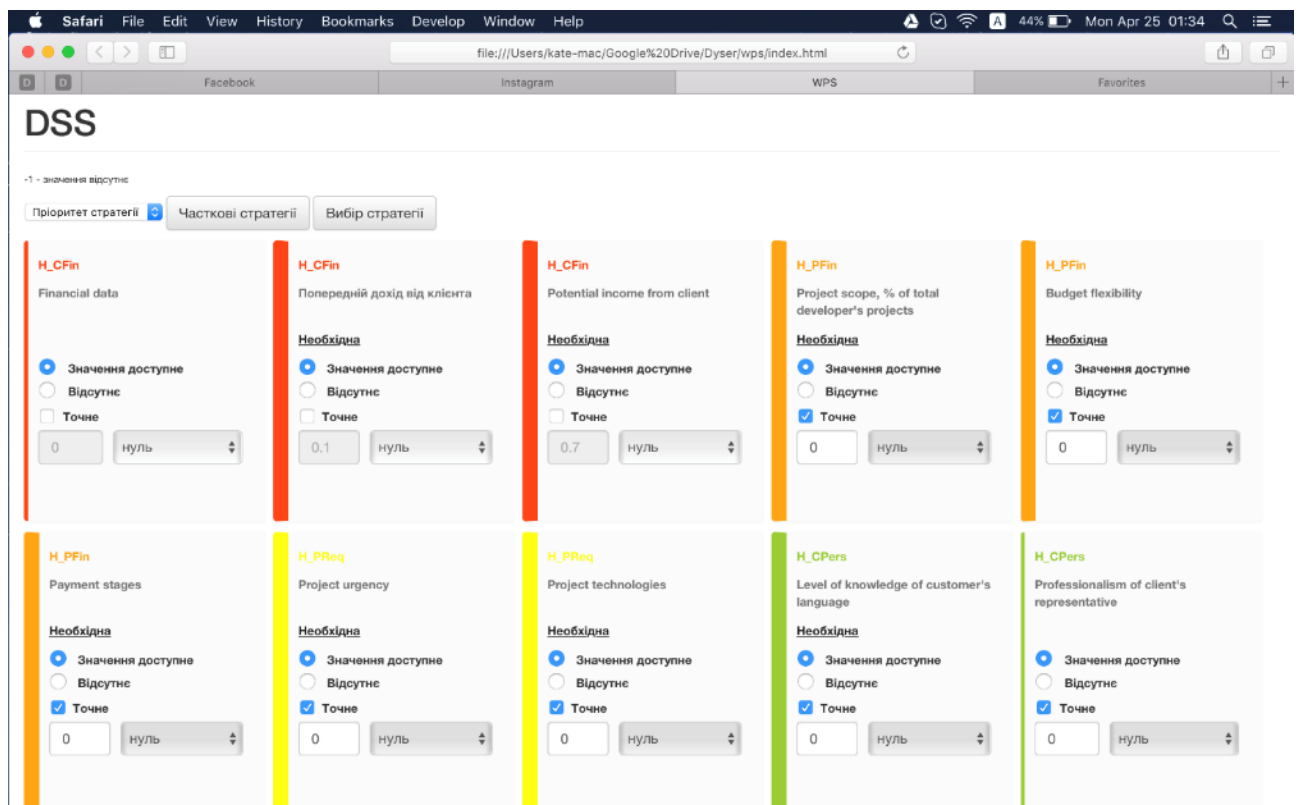 Safari File Edit View History Bookmarks Develop Window Help A 44% Mon Apr 25 01:34
file:///Users/kate-mac/Google%20Drive/Dyser/wps/index.html
D D Facebook Instagram WPS Favorites +
DSS
-1 - значення відсутнє
Пріоритет стратегії Часткові стратегії Вибір стратегії
H_CFin H_CFin H_CFin H_PFin H_PFin
Financial data Попередній дохід від клієнта Potential income from client Project scope, % of total Budget flexibility
developer's projects
Необхідна Необхідна Необхідна Необхідна
Значення доступне Значення доступне Значення доступне Значення доступне Значення доступне
Відсутнє Відсутнє Відсутнє Відсутнє Відсутнє
Точне Точне Точне Точне Точне
0 нуль 0.1 нуль 0.7 нуль 0 нуль 0 нуль
H_PFin H_PReq H_PReq H_CPers H_CPers
Payment stages Project urgency Project technologies Level of knowledge of customer's Professionalism of client's
language representative
Необхідна Необхідна Необхідна Необхідна
Значення доступне Значення доступне Значення доступне Значення доступне Значення доступне
Відсутнє Відсутнє Відсутнє Відсутнє Відсутнє
Точне Точне Точне Точне Точне
0 нуль 0 нуль 0 нуль 0 нуль 0 нуль